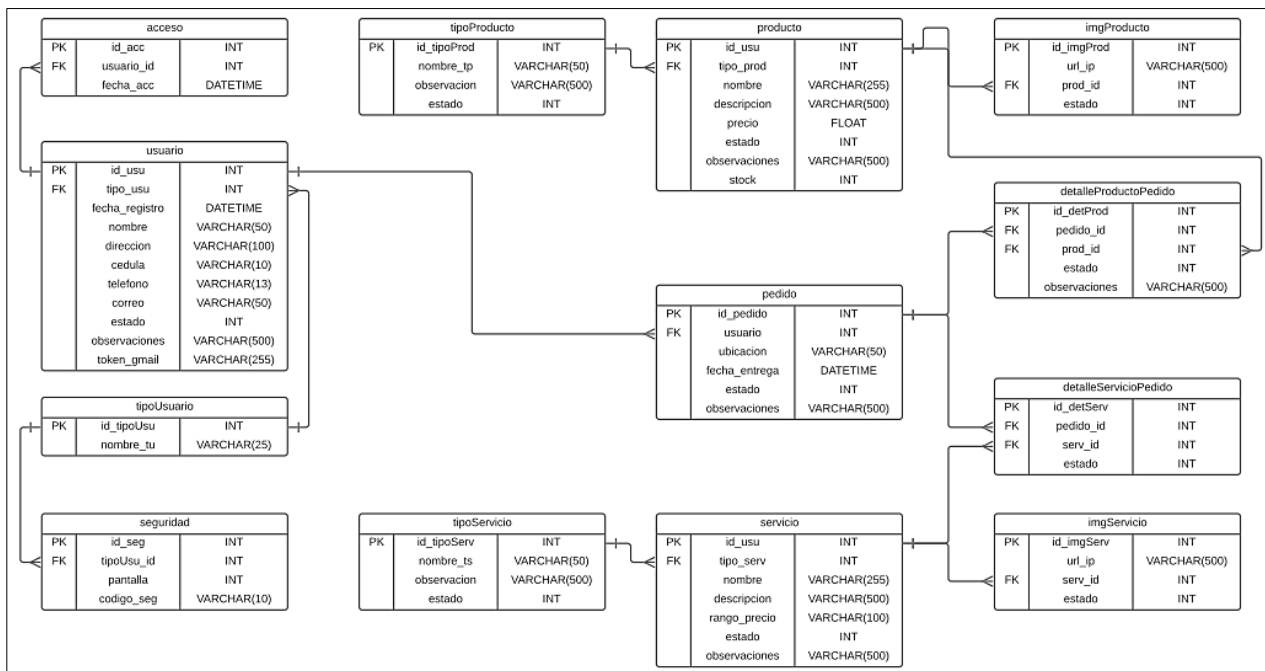 acceso
PK id_acc INT
FK usuario_id INT
fecha_acc DATETIME
tipoProducto
PK id_tipoProd INT
nombre_tp VARCHAR(50)
observacion VARCHAR(500)
estado INT
producto
PK id_usu INT
FK tipo_prod INT
nombre VARCHAR(255)
descripcion VARCHAR(500)
precio FLOAT
estado INT
observaciones VARCHAR(500)
stock INT
imgProducto
PK id_imgProd INT
url_ip VARCHAR(500)
FK prod_id INT
estado INT
usuario
PK id_usu INT
FK tipo_usu INT
fecha_registro DATETIME
nombre VARCHAR(50)
direccion VARCHAR(100)
cedula VARCHAR(10)
telefono VARCHAR(13)
correo VARCHAR(50)
estado INT
observaciones VARCHAR(500)
token_gmail VARCHAR(255)
detalleProductoPedido
PK id_detProd INT
FK pedido_id INT
FK prod_id INT
estado INT
observaciones VARCHAR(500)
pedido
PK id_pedido INT
FK usuario INT
ubicacion VARCHAR(50)
fecha_entrega DATETIME
estado INT
observaciones VARCHAR(500)
tipoUsuario
PK id_tipoUsu INT
nombre_tu VARCHAR(25)
detalleServicioPedido
PK id_detServ INT
FK pedido_id INT
FK serv_id INT
estado INT
seguridad
PK id_seg INT
FK tipoUsu_id INT
pantalla INT
codigo_seg VARCHAR(10)
tipoServicio
PK id_tipoServ INT
nombre_ts VARCHAR(50)
observacion VARCHAR(500)
estado INT
servicio
PK id_usu INT
FK tipo_serv INT
nombre VARCHAR(255)
descripcion VARCHAR(500)
rango_precio VARCHAR(100)
estado INT
observaciones VARCHAR(500)
imgServicio
PK id_imgServ INT
url_ip VARCHAR(500)
FK serv_id INT
estado INT